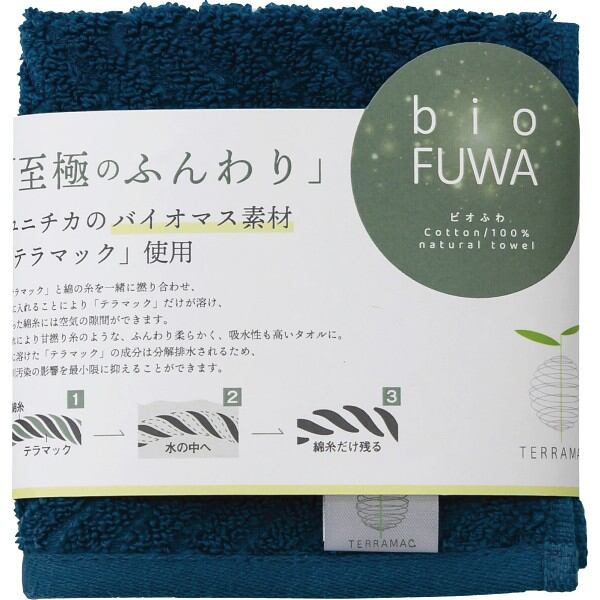 bio
FUWA
ビオふわ
Cotton/100%
natural towel
「至極のふんわり」
ユニチカのバイオマス素材
「テラマック」使用
ラマック」と綿の糸を一緒に撚り合わせ、
に入れることにより「テラマック」だけが溶け、
った綿糸には空気の隙間ができます。
により甘撚り糸のような、ふんわり柔らかく、吸水性も高いタオルに。
に溶けた「テラマック」の成分は分解排水されるため、
汚染の影響を最小限に抑えることができます。
綿糸
1
テラマック
2
水の中へ
3
綿糸だけ残る
TERRAMA
TERRAMAC